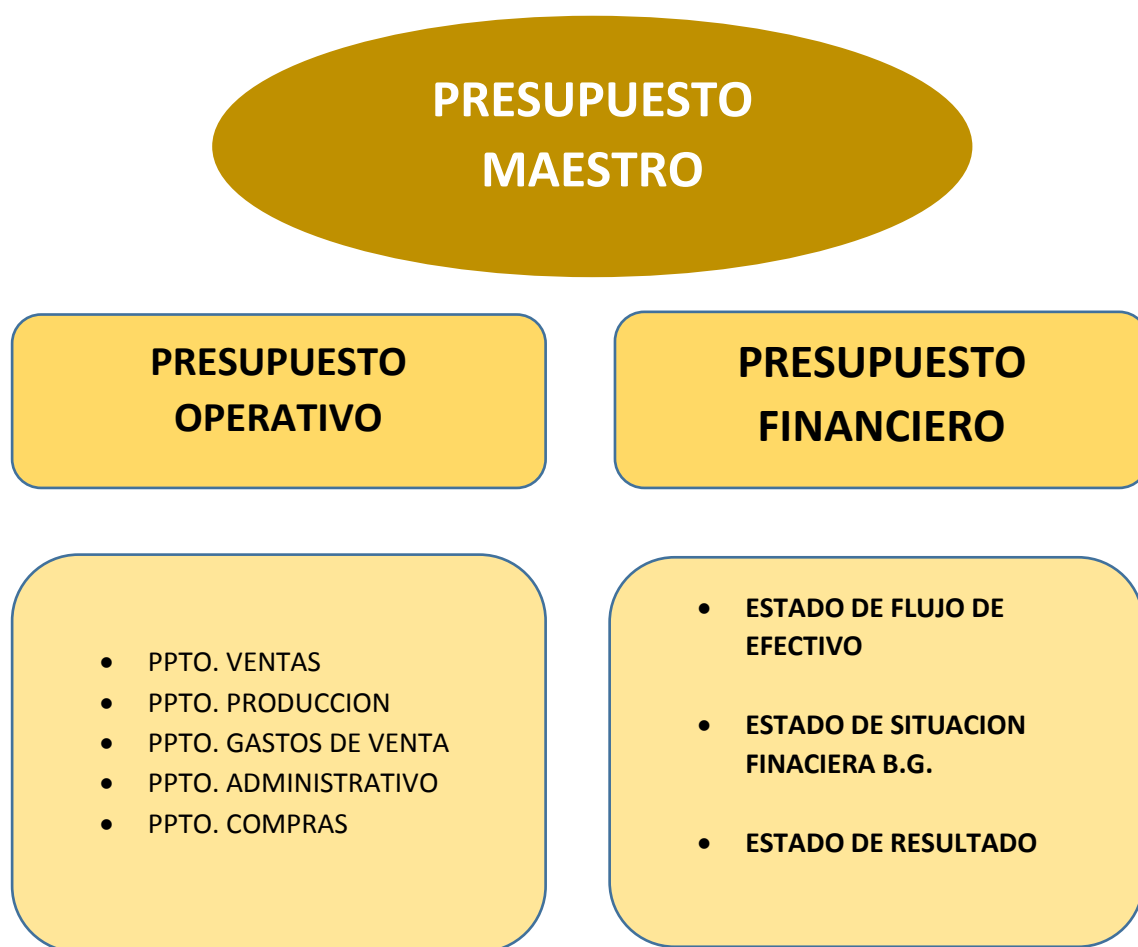 PRESUPUESTO
MAESTRO
PRESUPUESTO
OPERATIVO
PRESUPUESTO
FINANCIERO
• PPTO. VENTAS
• PPTO. PRODUCCION
• PPTO. GASTOS DE VENTA
• PPTO. ADMINISTRATIVO
• PPTO. COMPRAS
• ESTADO DE FLUJO DE
EFECTIVO
• ESTADO DE SITUACION
FINACIERA B.G.
• ESTADO DE RESULTADO